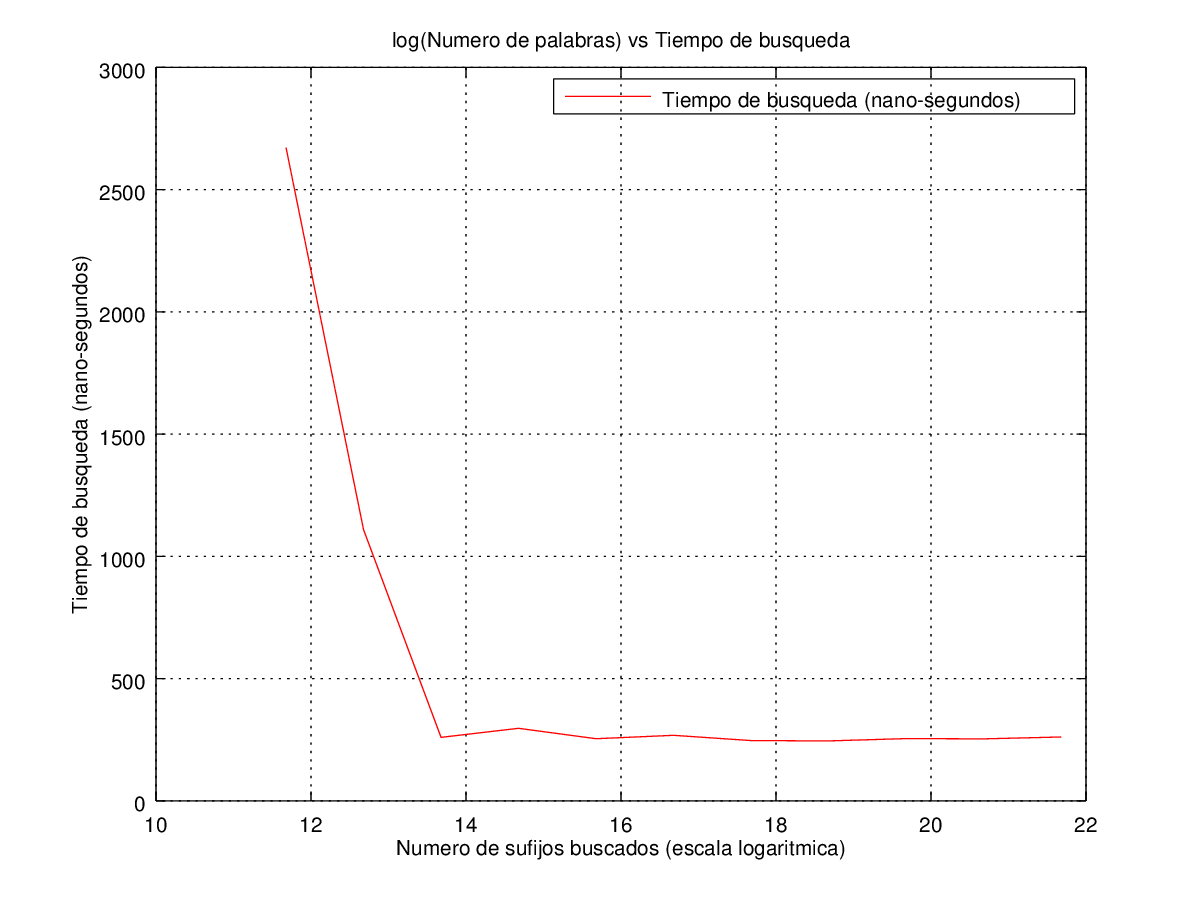 log(Numero de palabras) vs Tiempo de busqueda
Tiempo de busqueda (nano-segundos)
3000
2500
2000
1500
1000
500
0
Tiempo de busqueda (nano-segundos)
10 12 14 16 18 20 22
Numero de sufijos buscados (escala logaritmica)